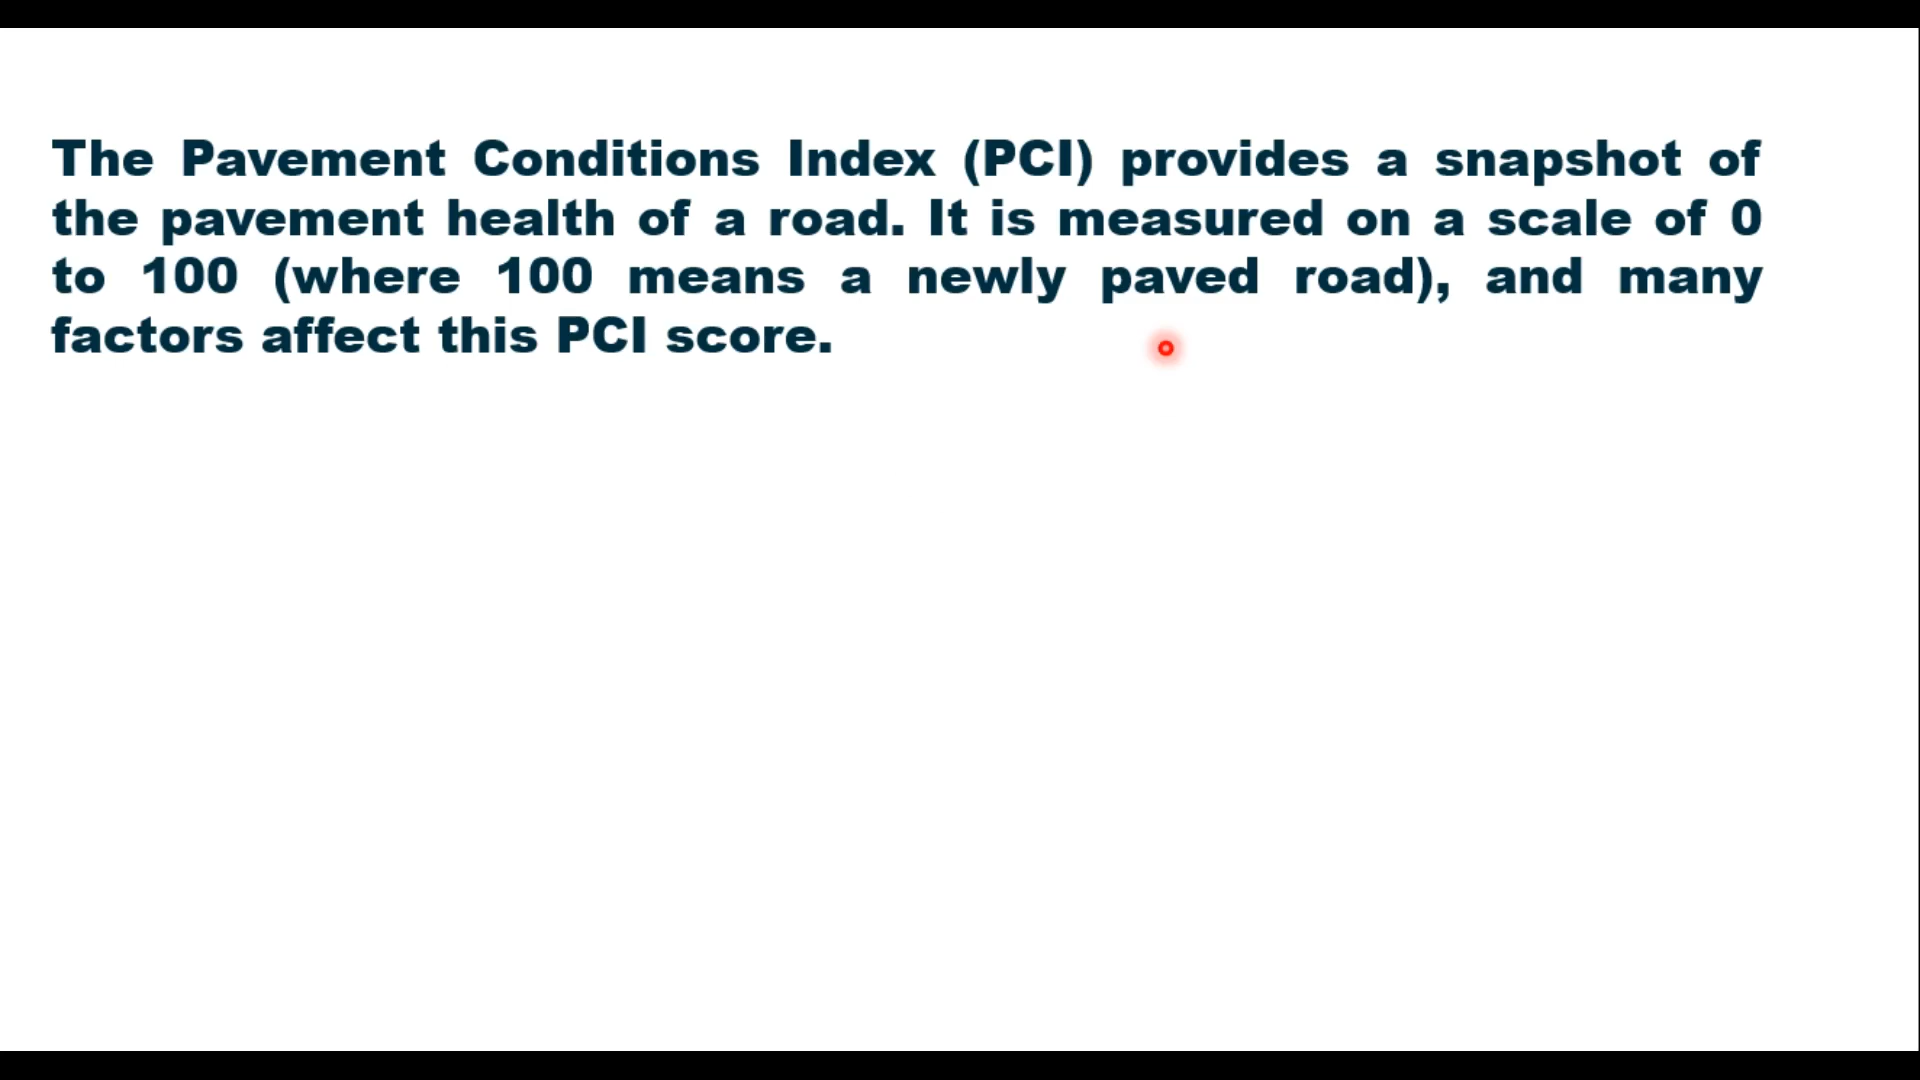 The Pavement Conditions Index (PCI) provides a snapshot of
the pavement health of a road. It is measured on a scale of 0
to 100 (where 100 means a newly paved road), and many
factors affect this PCI score.